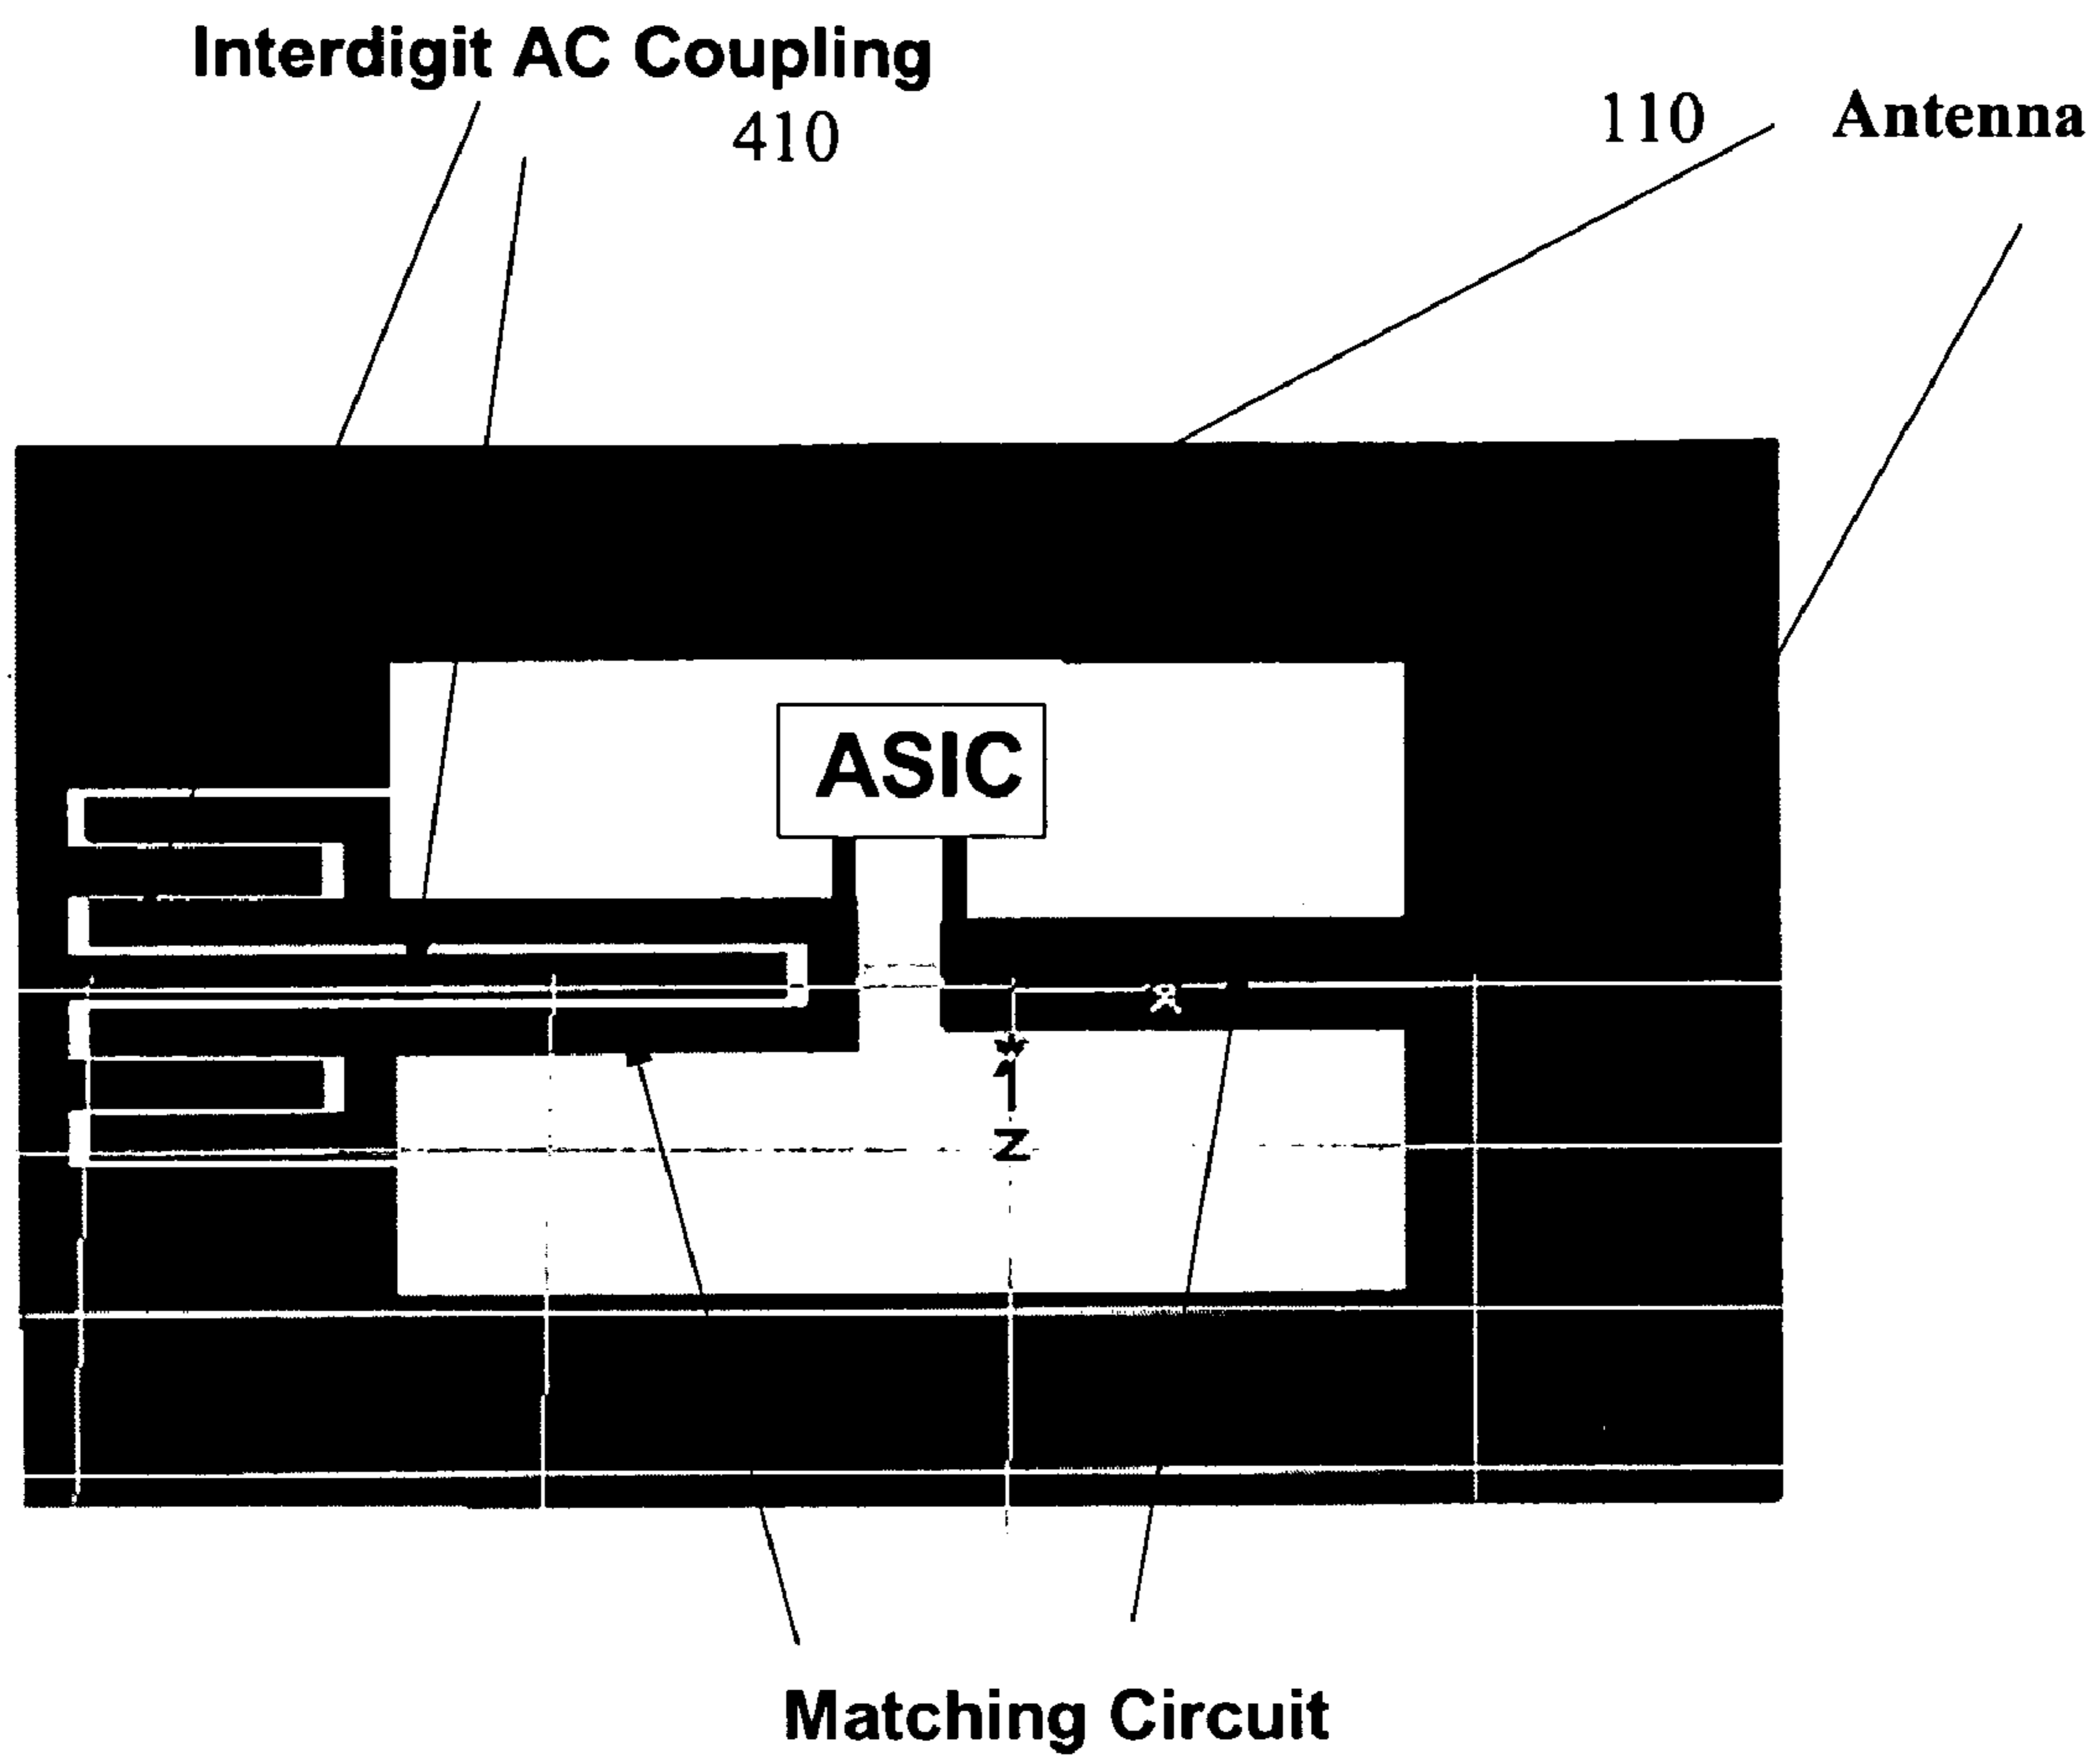 Interdigit AC Coupling
410
110 Antenna
ASIC
Z
Matching Circuit